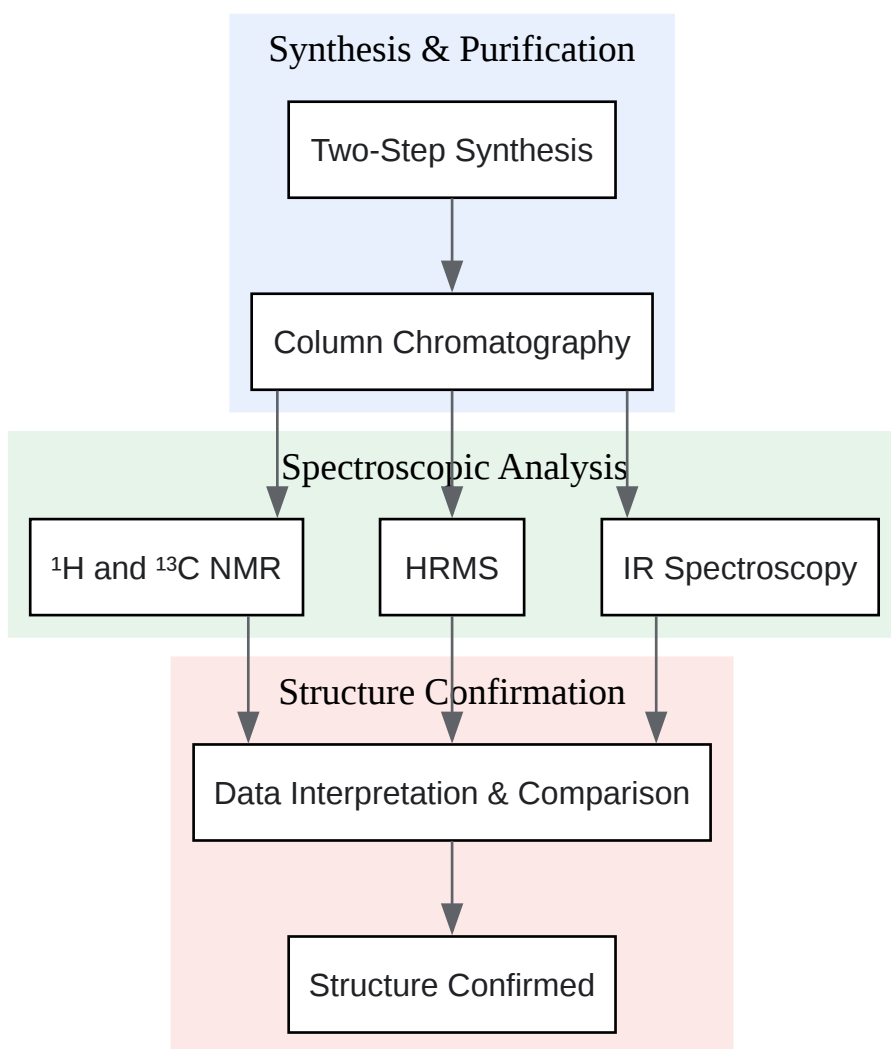 Synthesis & Purification
Two-Step Synthesis
Column Chromatography
Spectroscopic Analysis
¹H and ¹³C NMR
HRMS
IR Spectroscopy
Structure Confirmation
Data Interpretation & Comparison
Structure Confirmed